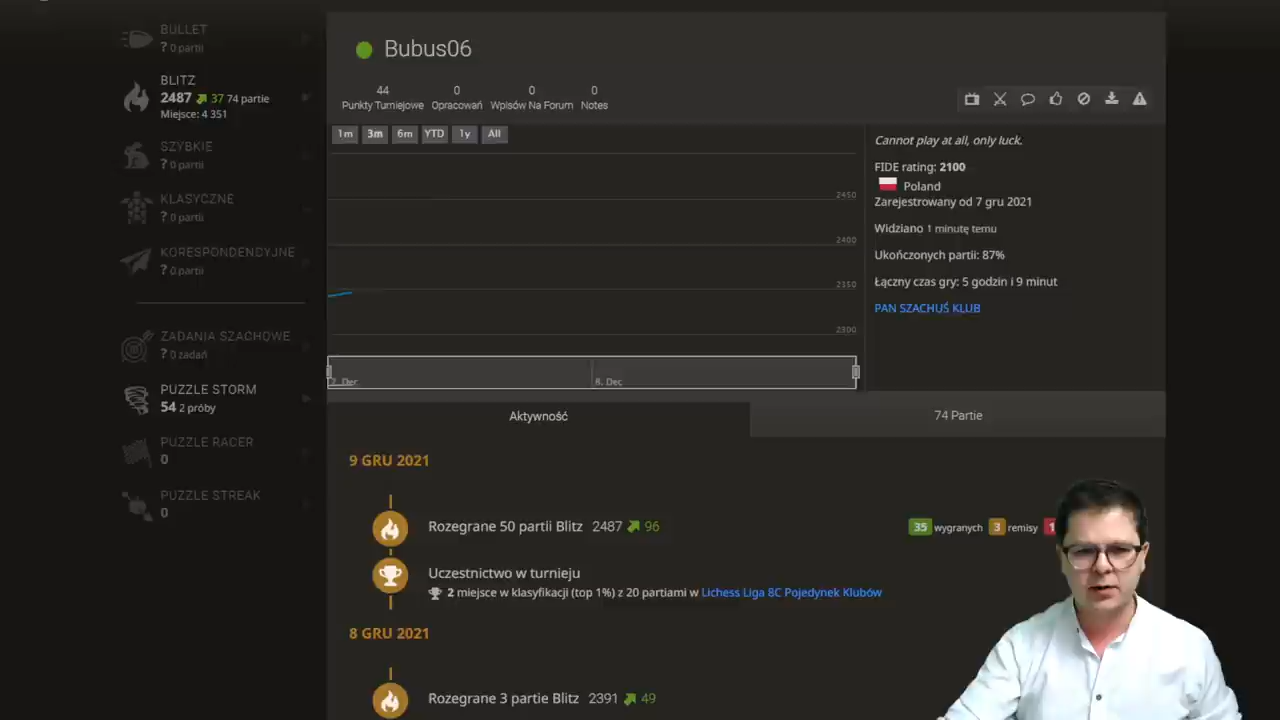 BULLET
? 0 partii
BLITZ
2487 37 74 partie
Miejsce: 4 351
SZYBKIE
? 0 partii
KLASYCZNE
? 0 partii
KORESPONDENCYJNE
? 0 partii
ZADANIA SZACHOWE
? 0 zadań
PUZZLE STORM
54 2 próby
PUZZLE RACER
0
PUZZLE STREAK
0
Bubus06
44 0 0 0
Punkty Turniejowe Opracowań Wpisów Na Forum Notes
1m 3m 6m YTD 1y All
2450
2400
2350
2300
7. Dec 8. Dec
Cannot play at all, only luck.
FIDE rating: 2100
Poland
Zarejestrowany od 7 gru 2021
Widziano 1 minutę temu
Ukończonych partii: 87%
Łączny czas gry: 5 godzin i 9 minut
PAN SZACHUŚ KLUB
Aktywność 74 Partie
9 GRU 2021
Rozegrane 50 partii Blitz 2487 96 35 wygranych 3 remisy
Uczestnictwo w turnieju
2 miejsce w klasyfikacji (top 1%) z 20 partiami w Lichess Liga 8C Pojedynek Klubów
8 GRU 2021
Rozegrane 3 partie Blitz 2391 49